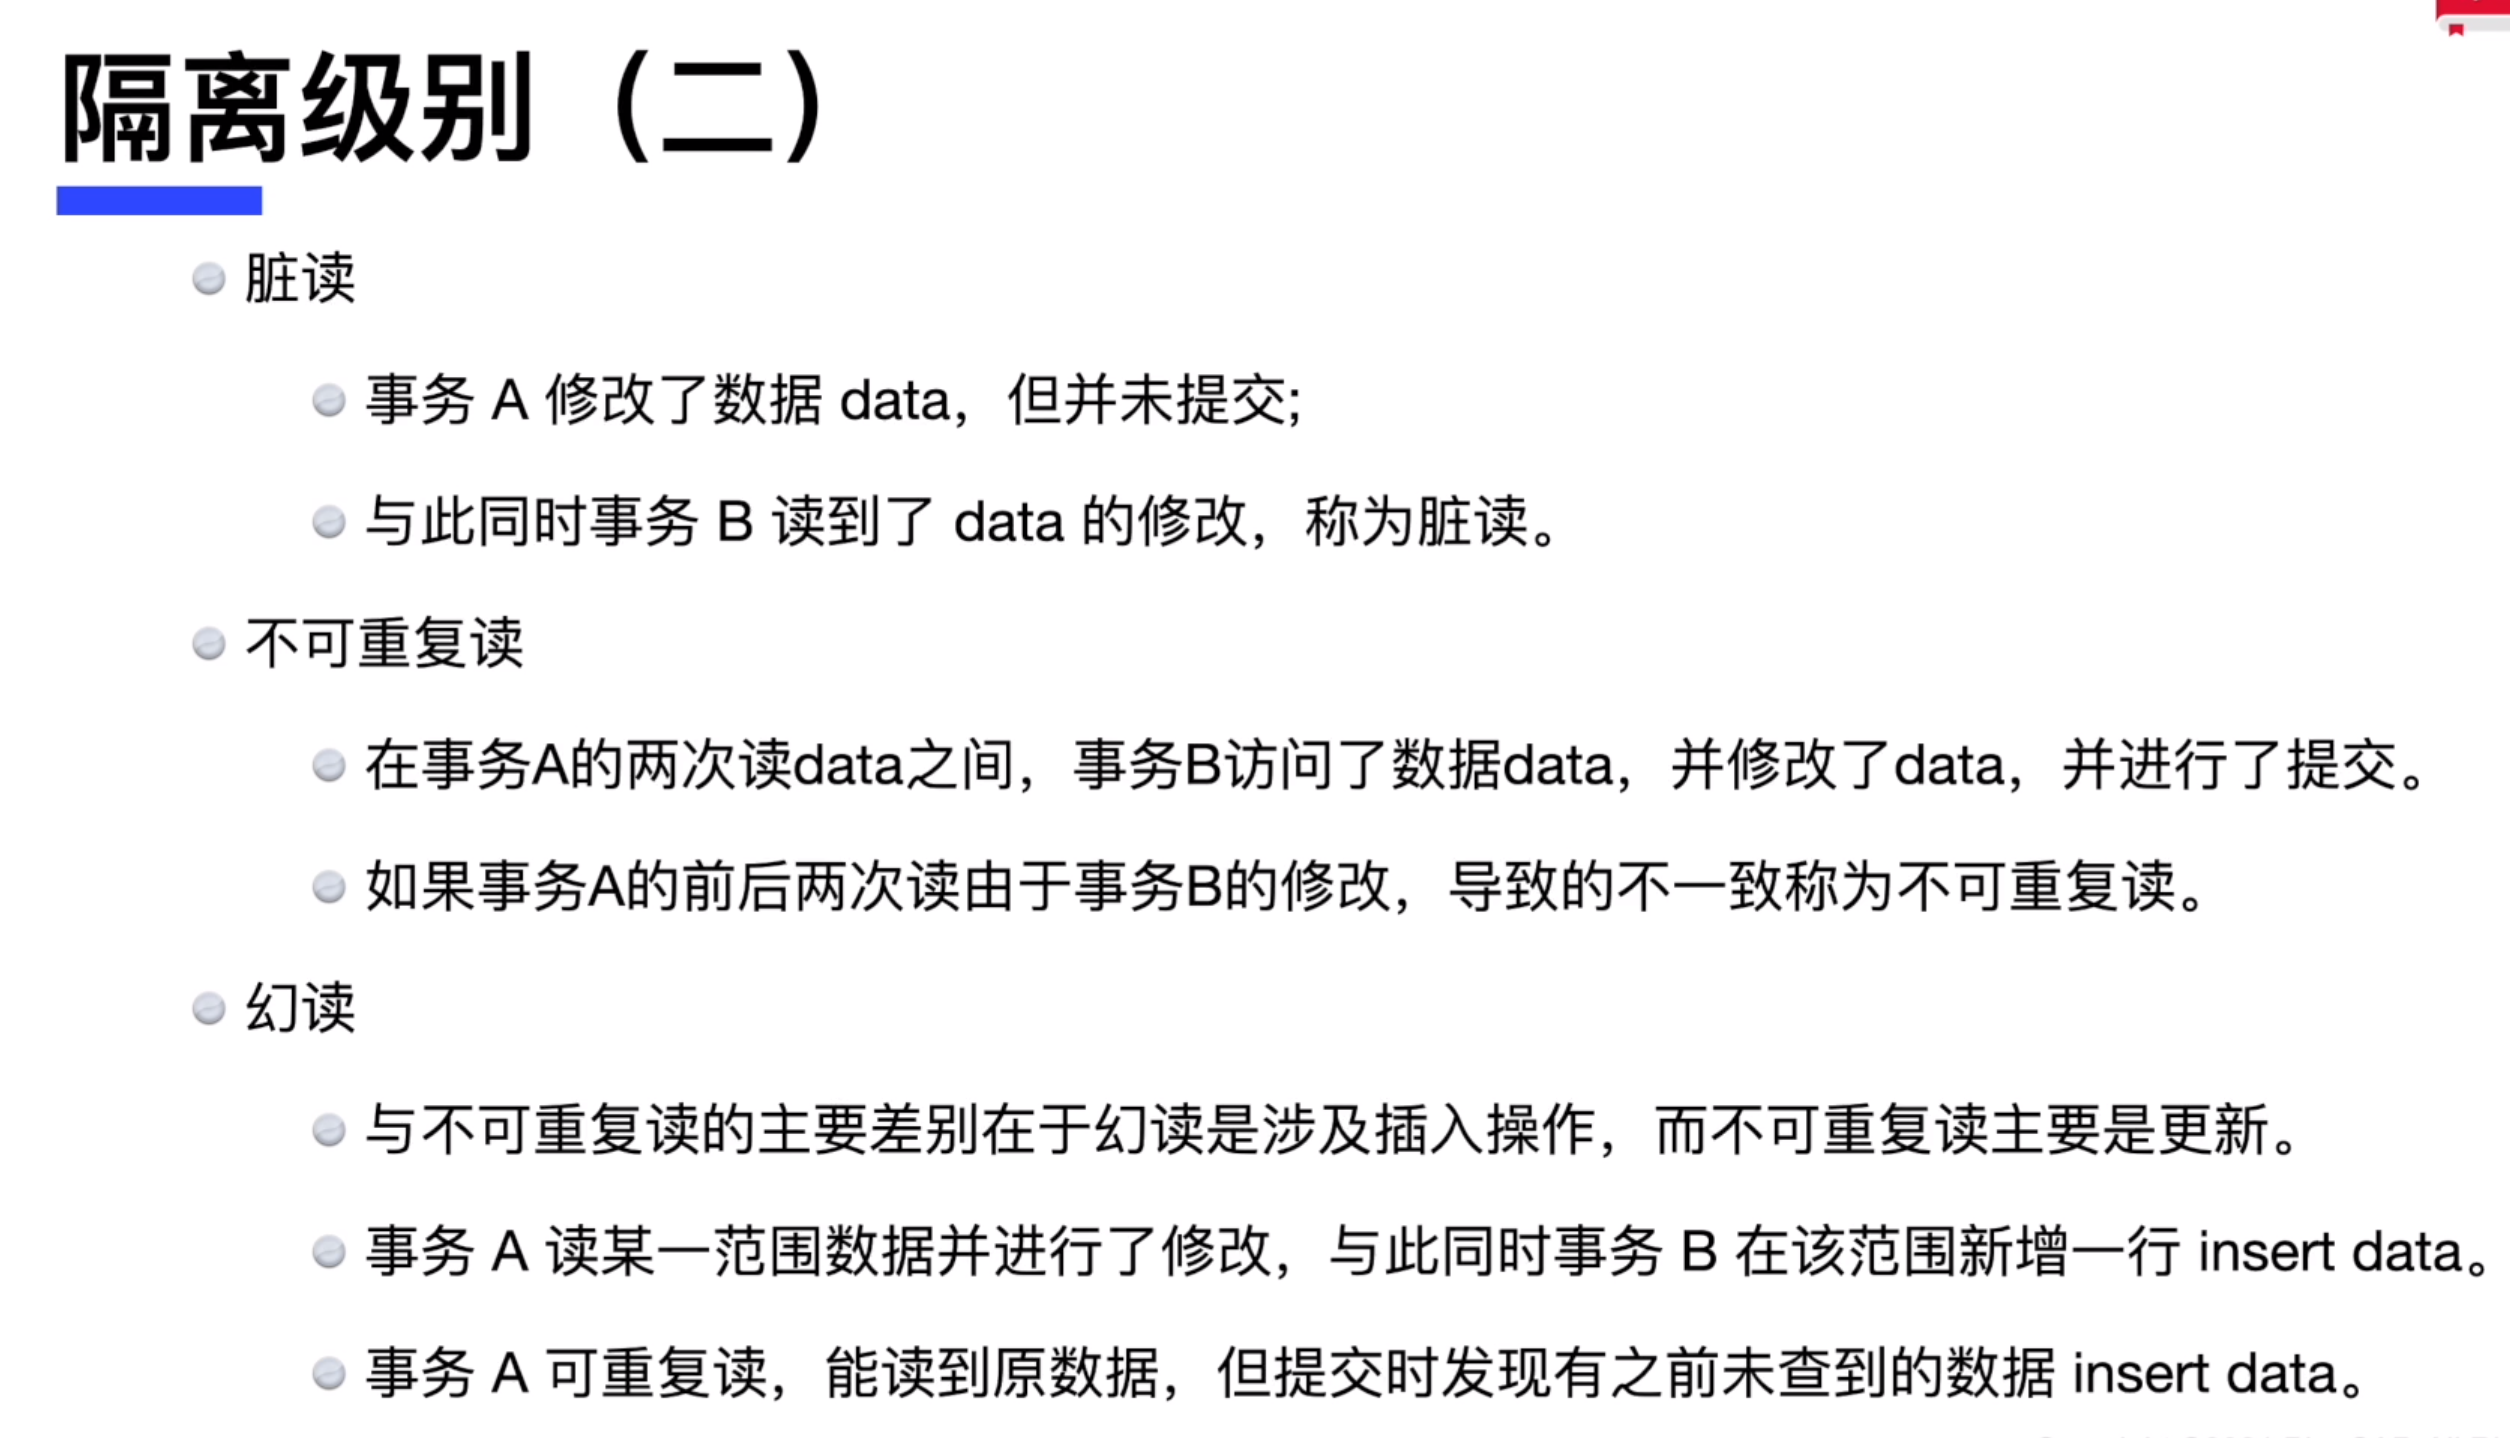 隔离级别（二）
脏读
事务 A 修改了数据 data，但并未提交;
与此同时事务 B 读到了 data 的修改，称为脏读。
不可重复读
在事务A的两次读data之间，事务B访问了数据data，并修改了data，并进行了提交。
如果事务A的前后两次读由于事务B的修改，导致的不一致称为不可重复读。
幻读
与不可重复读的主要差别在于幻读是涉及插入操作，而不可重复读主要是更新。
事务 A 读某一范围数据并进行了修改，与此同时事务 B 在该范围新增一行 insert data。
事务 A 可重复读，能读到原数据，但提交时发现有之前未查到的数据 insert data。